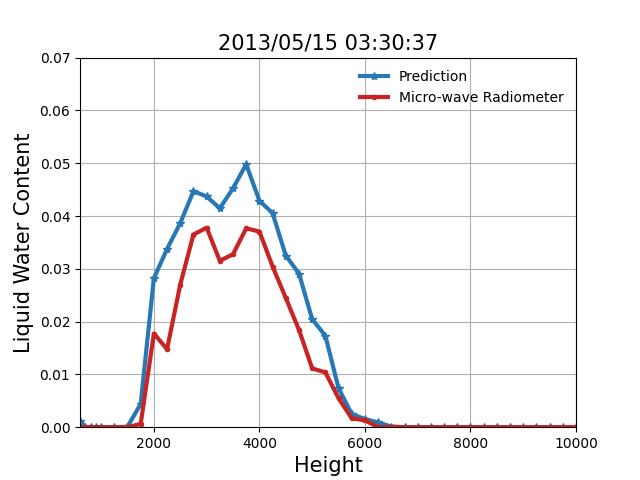 2013/05/15 03:30:37
Prediction
Micro-wave Radiometer
Liquid Water Content
0.07
0.06
0.05
0.04
0.03
0.02
0.01
0.00
2000 4000 6000 8000 10000
Height